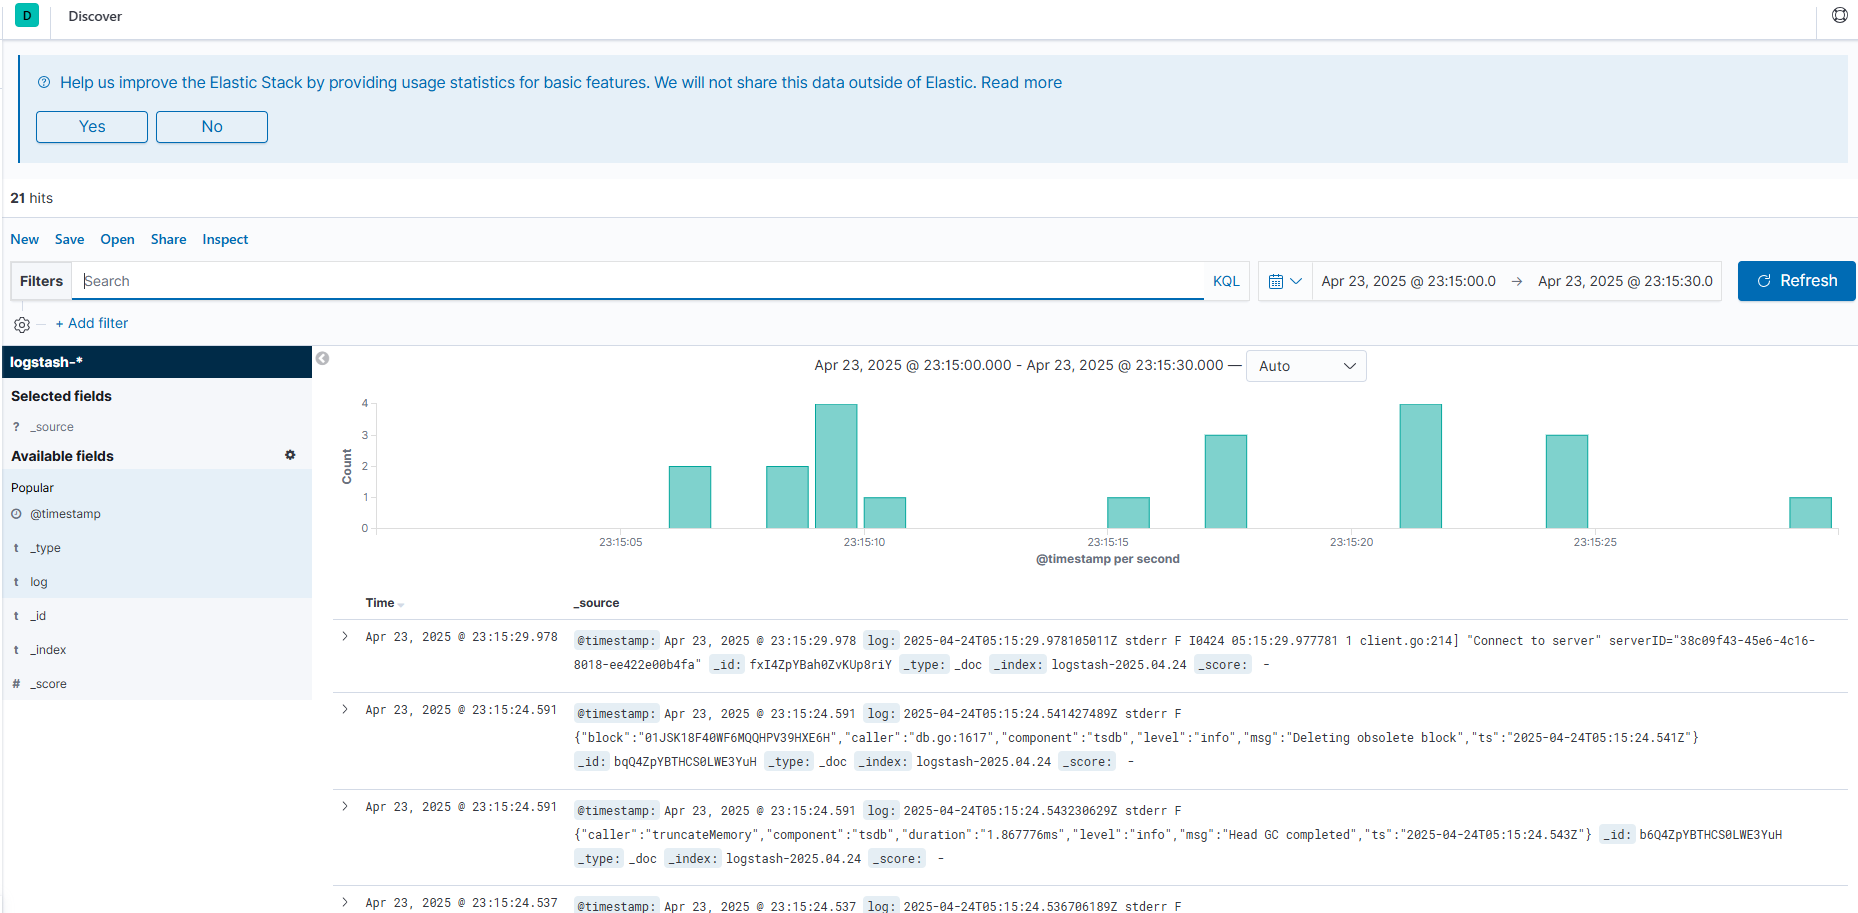 D Discover
Help us improve the Elastic Stack by providing usage statistics for basic features. We will not share this data outside of Elastic. Read more
Yes No
21 hits
New Save Open Share Inspect
Filters Search KQL Apr 23, 2025 @ 23:15:00.0 → Apr 23, 2025 @ 23:15:30.0 Refresh
+ Add filter
logstash-*
Selected fields
? _source
Available fields
Popular
@timestamp
t _type
t log
t _id
t _index
# _score
Apr 23, 2025 @ 23:15:00.000 - Apr 23, 2025 @ 23:15:30.000 — Auto
4
3
2
1
0
Count
23:15:05 23:15:10 23:15:15 23:15:20 23:15:25
@timestamp per second
Time _source
Apr 23, 2025 @ 23:15:29.978 @timestamp: Apr 23, 2025 @ 23:15:29.978 log: 2025-04-24T05:15:29.978105011Z stderr F I0424 05:15:29.977781 1 client.go:214] "Connect to server" serverID="38c09f43-45e6-4c16-
8018-ee422e00b4fa" _id: fxI4ZpYBah0ZvKUp8riY _type: _doc _index: logstash-2025.04.24 _score: -
Apr 23, 2025 @ 23:15:24.591 @timestamp: Apr 23, 2025 @ 23:15:24.591 log: 2025-04-24T05:15:24.541427489Z stderr F
{"block":"01JSK18F40WF6MQQHPV39HXE6H","caller":"db.go:1617","component":"tsdb","level":"info","msg":"Deleting obsolete block","ts":"2025-04-24T05:15:24.541Z"}
_id: bqQ4ZpYBTHCS0LWE3YuH _type: _doc _index: logstash-2025.04.24 _score: -
Apr 23, 2025 @ 23:15:24.591 @timestamp: Apr 23, 2025 @ 23:15:24.591 log: 2025-04-24T05:15:24.543230629Z stderr F
{"caller":"truncateMemory","component":"tsdb","duration":"1.867776ms","level":"info","msg":"Head GC completed","ts":"2025-04-24T05:15:24.543Z"} _id: b6Q4ZpYBTHCS0LWE3YuH
_type: _doc _index: logstash-2025.04.24 _score: -
Apr 23, 2025 @ 23:15:24.537 @timestamp: Apr 23, 2025 @ 23:15:24.537 log: 2025-04-24T05:15:24.536706189Z stderr F